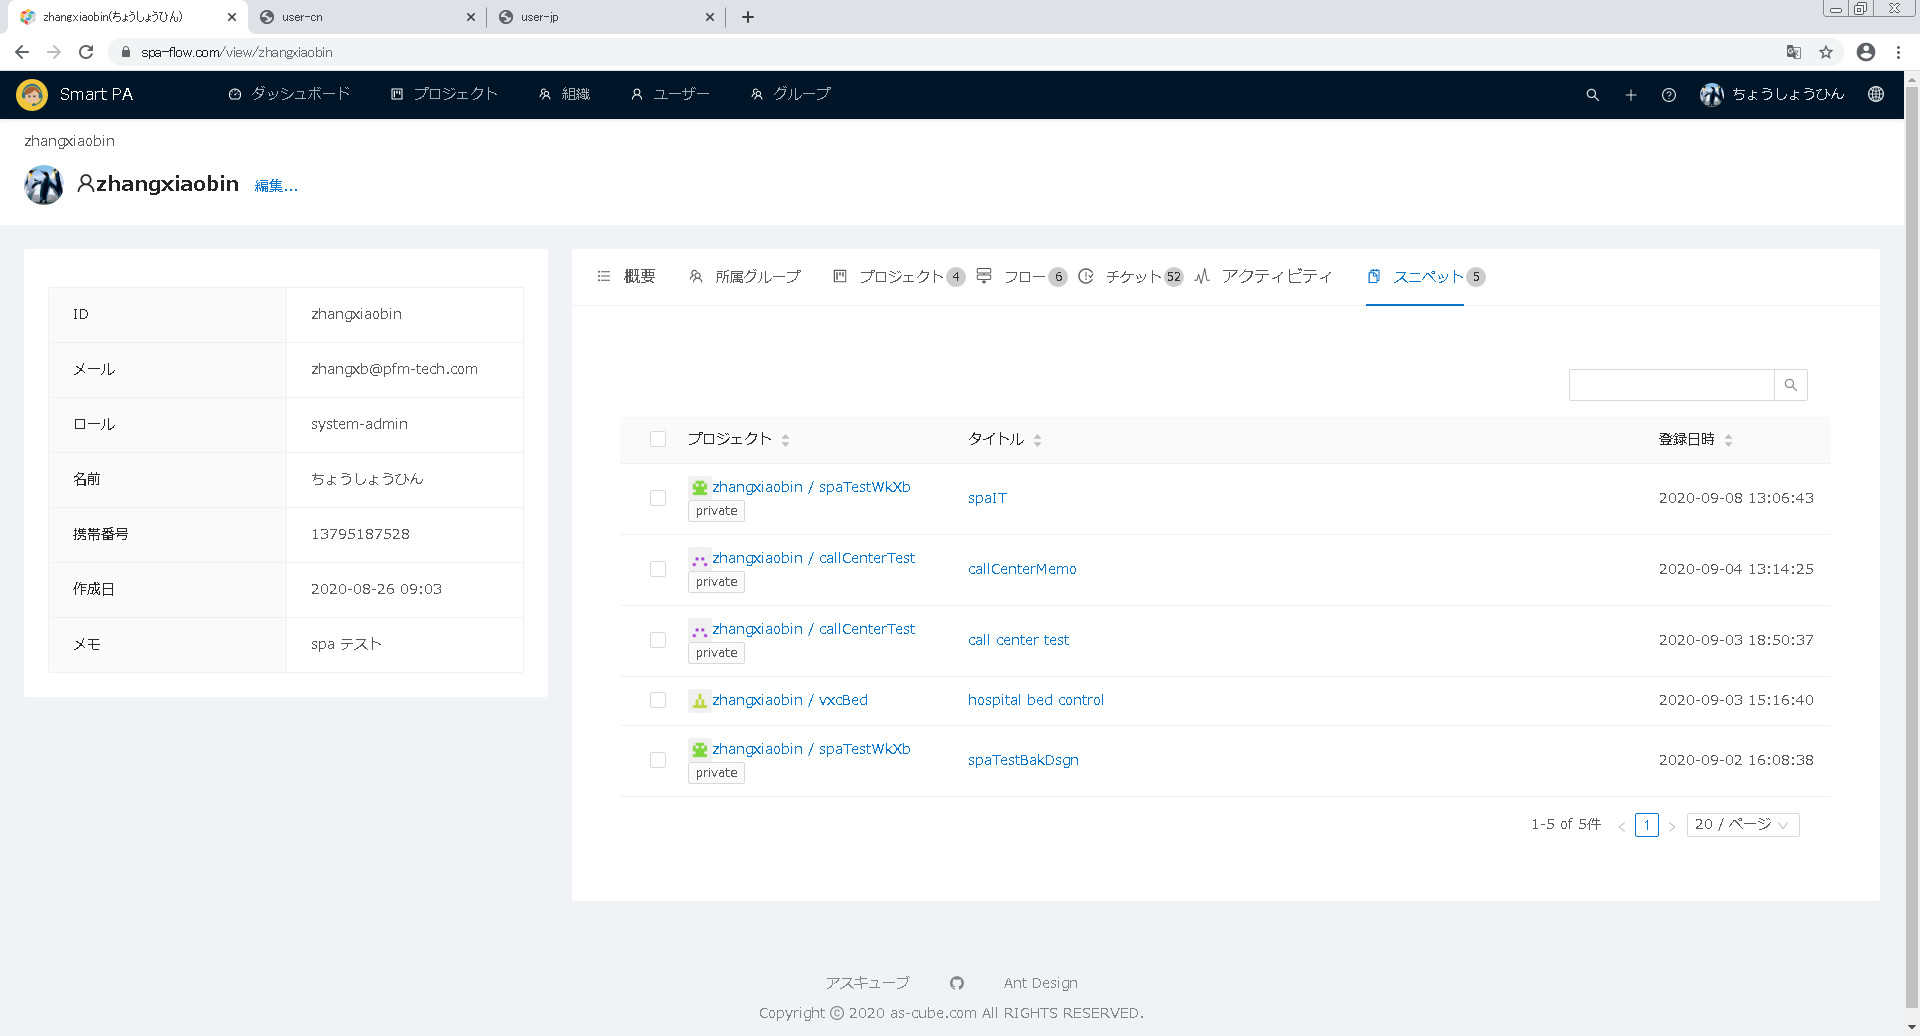 zhangxiaobin(ちょうしょうひん)
user-cn
user-jp
spa-flow.com/view/zhangxiaobin
Smart PA
ダッシュボード
プロジェクト
組織
ユーザー
グループ
ちょうしょうひん
zhangxiaobin
zhangxiaobin 編集...
ID zhangxiaobin
メール zhangxb@pfm-tech.com
ロール system-admin
名前 ちょうしょうひん
携帯番号 13795187528
作成日 2020-08-26 09:03
メモ spa テスト
概要 所属グループ プロジェクト 4 フロー 6 チケット 52 アクティビティ スニペット 5
プロジェクト タイトル 登録日時
zhangxiaobin / spaTestWkXb
private
spaIT
2020-09-08 13:06:43
zhangxiaobin / callCenterTest
private
callCenterMemo
2020-09-04 13:14:25
zhangxiaobin / callCenterTest
private
call center test
2020-09-03 18:50:37
zhangxiaobin / vxcBed
hospital bed control
2020-09-03 15:16:40
zhangxiaobin / spaTestWkXb
private
spaTestBakDsgn
2020-09-02 16:08:38
1-5 of 5件 < 1 > 20 / ページ
アスキューブ Ant Design
Copyright © 2020 as-cube.com All RIGHTS RESERVED.